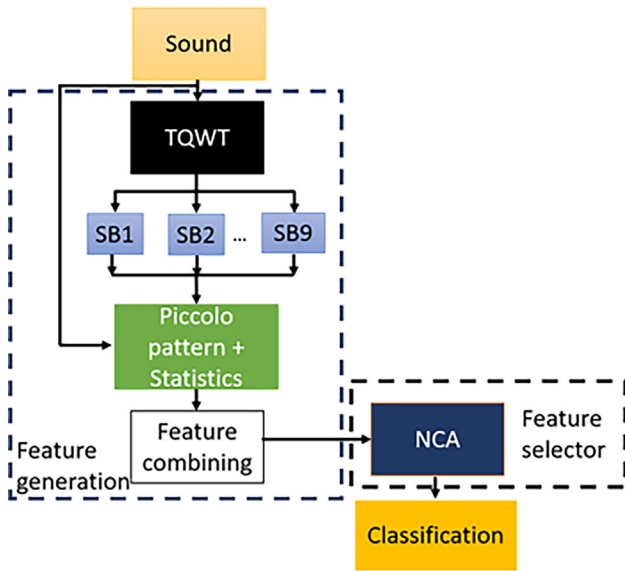 Sound
TQWT
SB1
SB2
...
SB9
Piccolo
pattern +
Statistics
Feature
combining
Feature
generation
NCA
Feature
selector
Classification